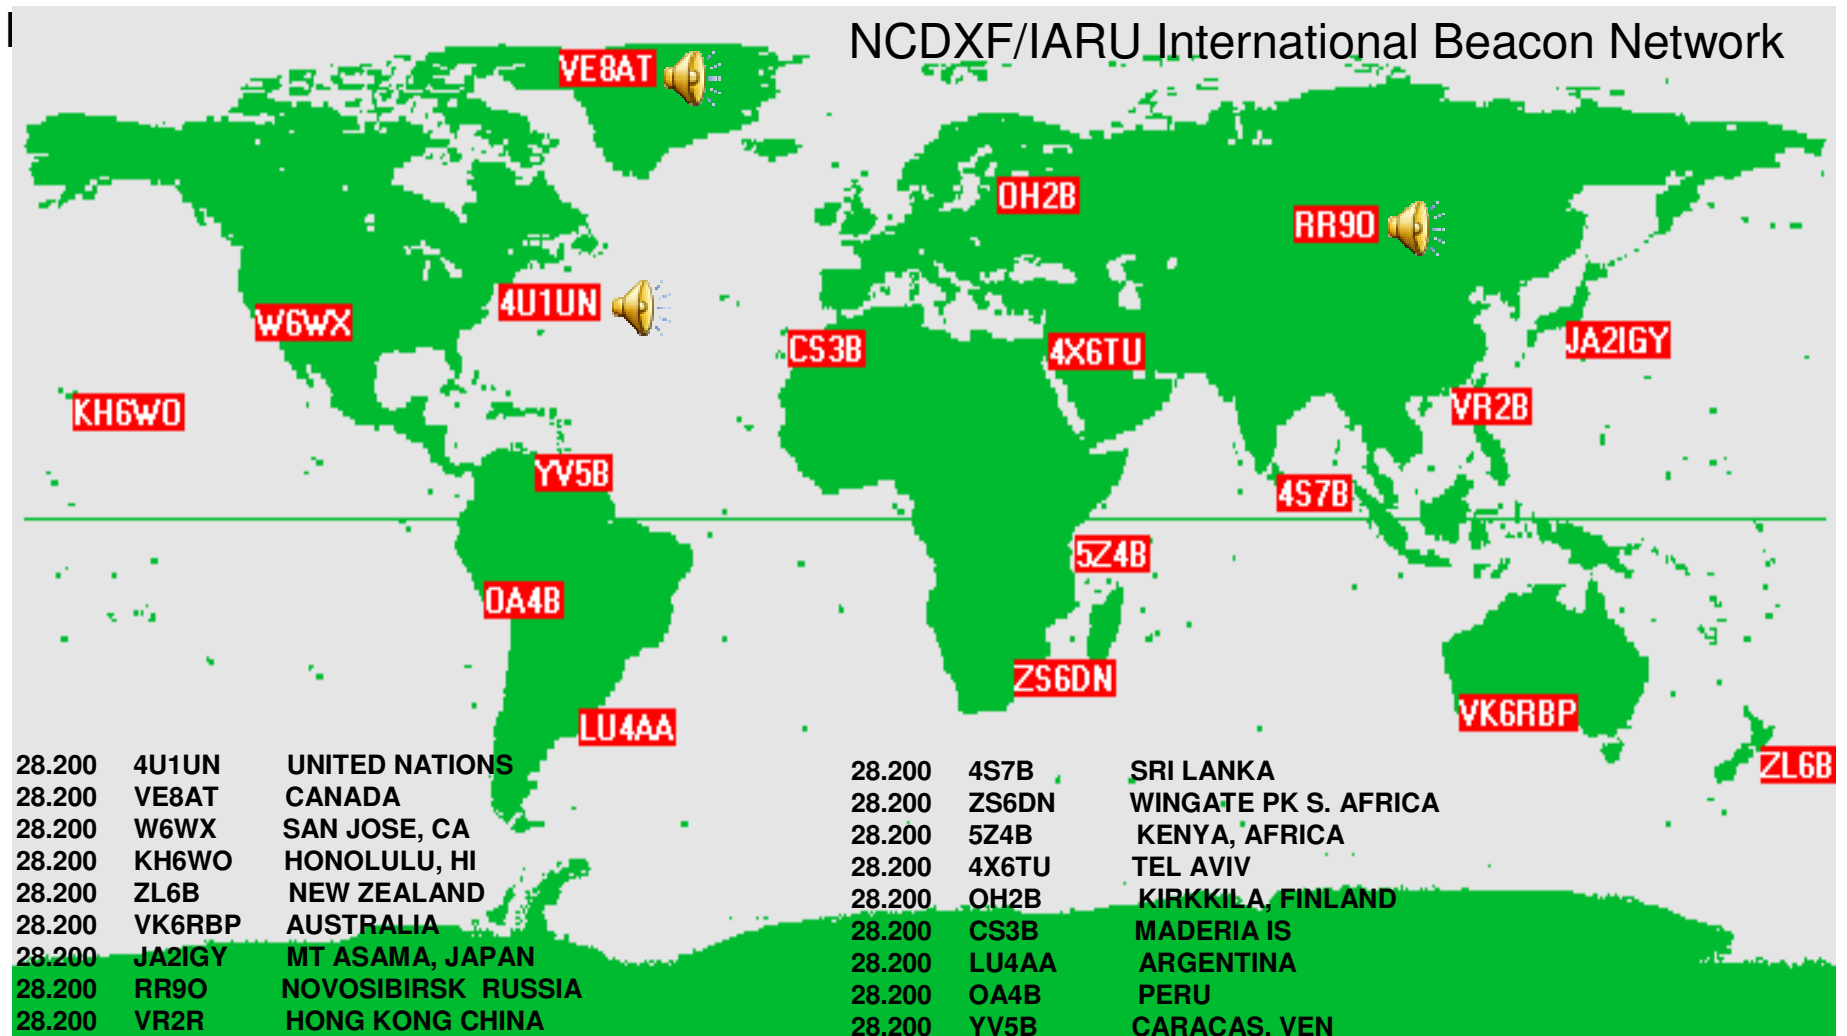 NCDXF/IARU International Beacon Network
VE8AT
OH2B
RR9O
4U1UN
W6WX
CS3B
4X6TU
JA2IGY
KH6WO
VR2B
YV5B
4S7B
5Z4B
OA4B
ZS6DN
LU4AA
VK6RBP
ZL6B
28.200 4U1UN UNITED NATIONS
28.200 VE8AT CANADA
28.200 W6WX SAN JOSE, CA
28.200 KH6WO HONOLULU, HI
28.200 ZL6B NEW ZEALAND
28.200 VK6RBP AUSTRALIA
28.200 JA2IGY MT ASAMA, JAPAN
28.200 RR9O NOVOSIBIRSK RUSSIA
28.200 VR2R HONG KONG CHINA
28.200 4S7B SRI LANKA
28.200 ZS6DN WINGATE PK S. AFRICA
28.200 5Z4B KENYA, AFRICA
28.200 4X6TU TEL AVIV
28.200 OH2B KIRKKILA, FINLAND
28.200 CS3B MADERIA IS
28.200 LU4AA ARGENTINA
28.200 OA4B PERU
28.200 YV5B CARACAS, VEN